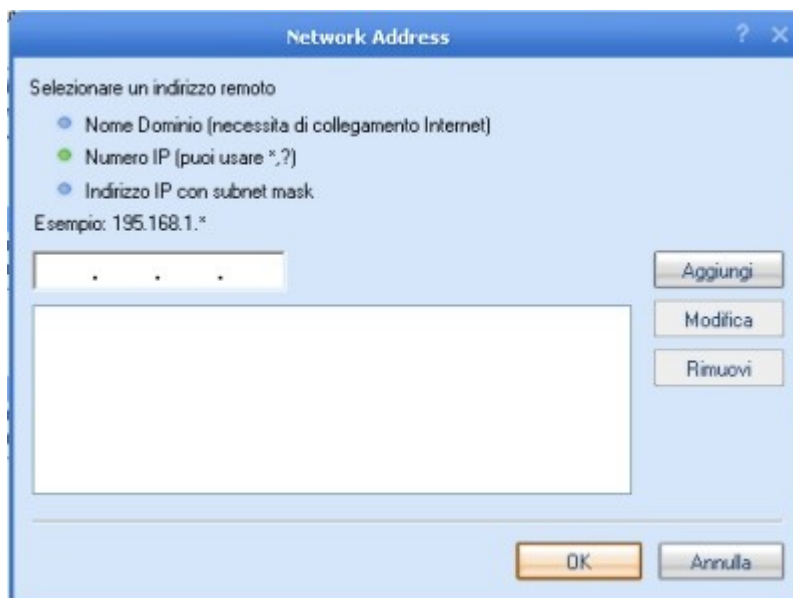 Network Address
Selezionare un indirizzo remoto
Nome Dominio (necessita di collegamento Internet)
Numero IP (puoi usare *,?)
Indirizzo IP con subnet mask
Esempio: 195.168.1.*
. . .
Aggiungi
Modifica
Rimuovi
OK
Annulla